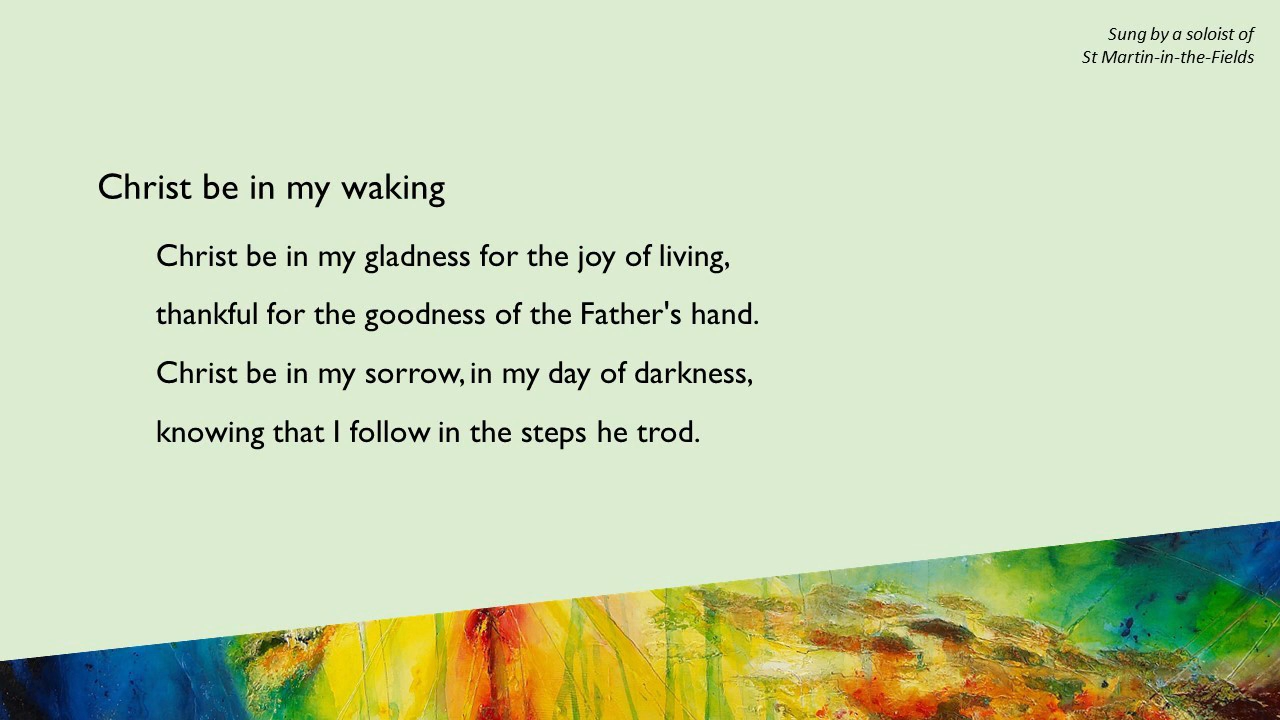 Sung by a soloist of
St Martin-in-the-Fields
Christ be in my waking
Christ be in my gladness for the joy of living,
thankful for the goodness of the Father's hand.
Christ be in my sorrow, in my day of darkness,
knowing that I follow in the steps he trod.